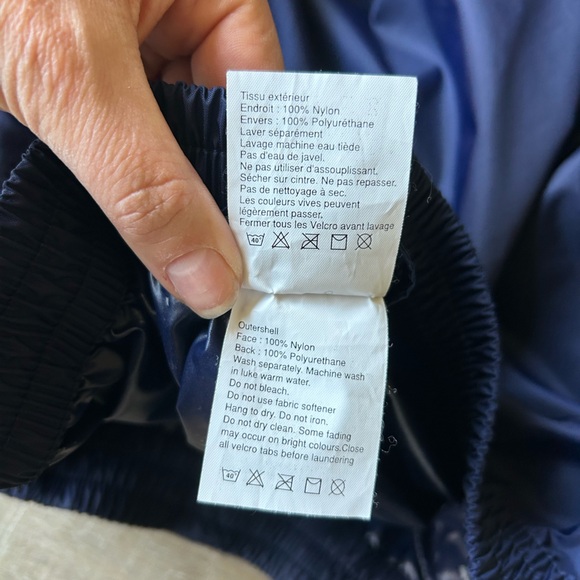 Tissu extérieur
Endroit : 100% Nylon
Envers : 100% Polyuréthane
Laver séparément
Lavage machine eau tiède
Pas d'eau de javel.
Ne pas utiliser d'assouplissant.
Sécher sur cintre. Ne pas repasser.
Pas de nettoyage à sec.
Les couleurs vives peuvent
légèrement passer.
Fermer tous les Velcro avant lavage
40°
Outershell
Face : 100% Nylon
Back : 100% Polyurethane
Wash separately. Machine wash
in luke warm water.
Do not bleach.
Do not use fabric softener
Hang to dry. Do not iron.
Do not dry clean. Some fading
may occur on bright colours.Close
all velcro tabs before laundering
40°